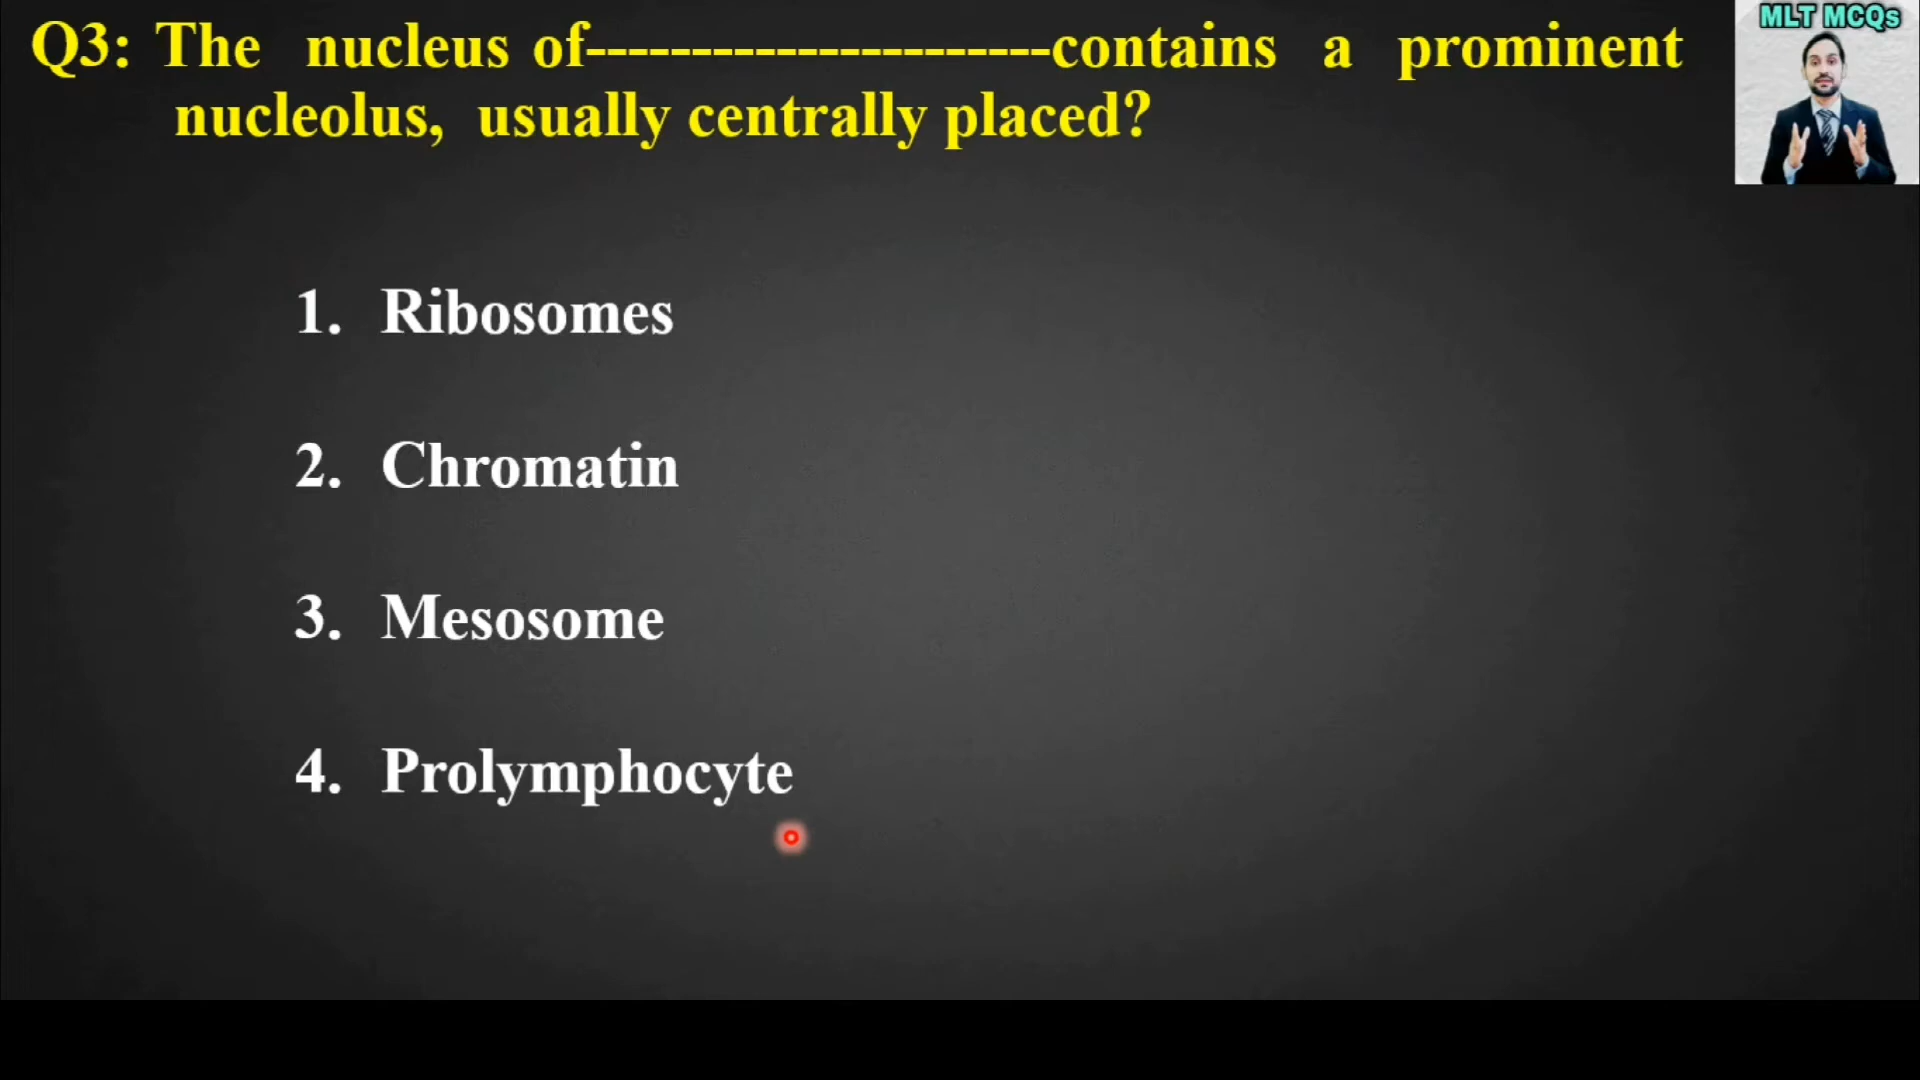 Q3: The nucleus of----------------------contains a prominent
nucleolus, usually centrally placed?
MLT MCQs
1. Ribosomes
2. Chromatin
3. Mesosome
4. Prolymphocyte